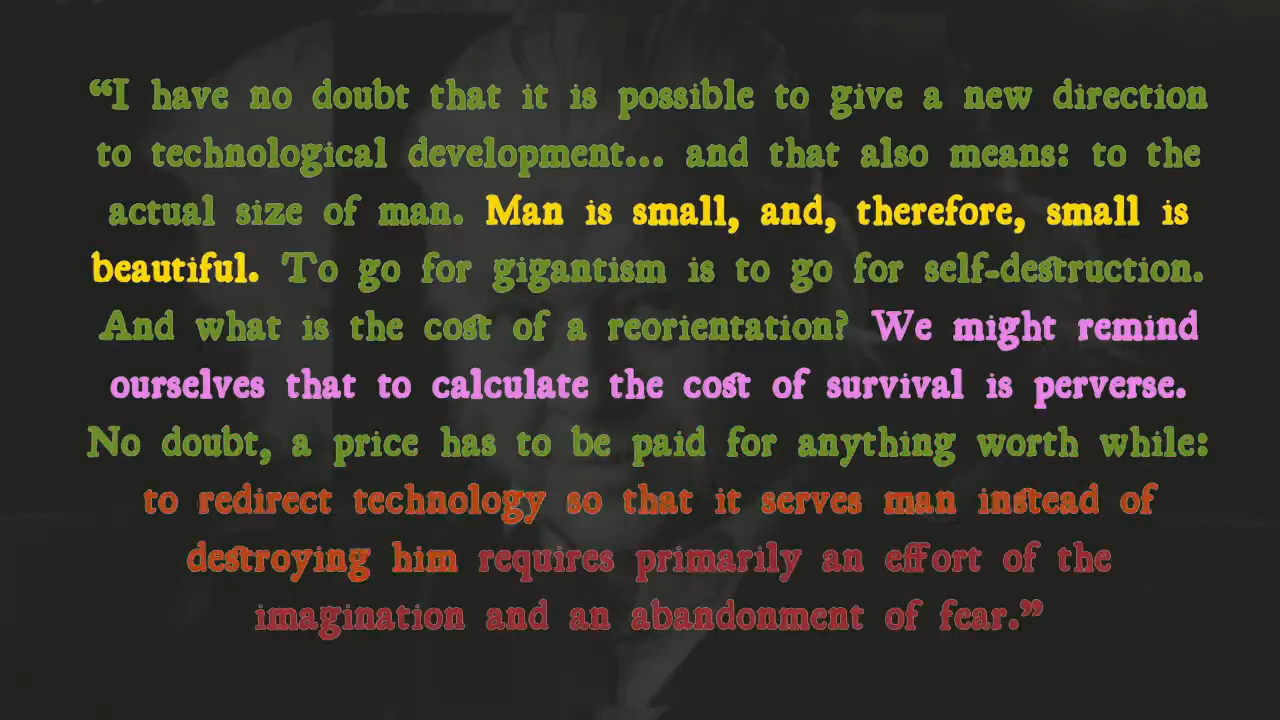 “I have no doubt that it is possible to give a new direction
to technological development... and that also means: to the
actual size of man. Man is small, and, therefore, small is
beautiful. To go for gigantism is to go for self-destruction.
And what is the cost of a reorientation? We might remind
ourselves that to calculate the cost of survival is perverse.
No doubt, a price has to be paid for anything worth while:
to redirect technology so that it serves man instead of
destroying him requires primarily an effort of the
imagination and an abandonment of fear.”